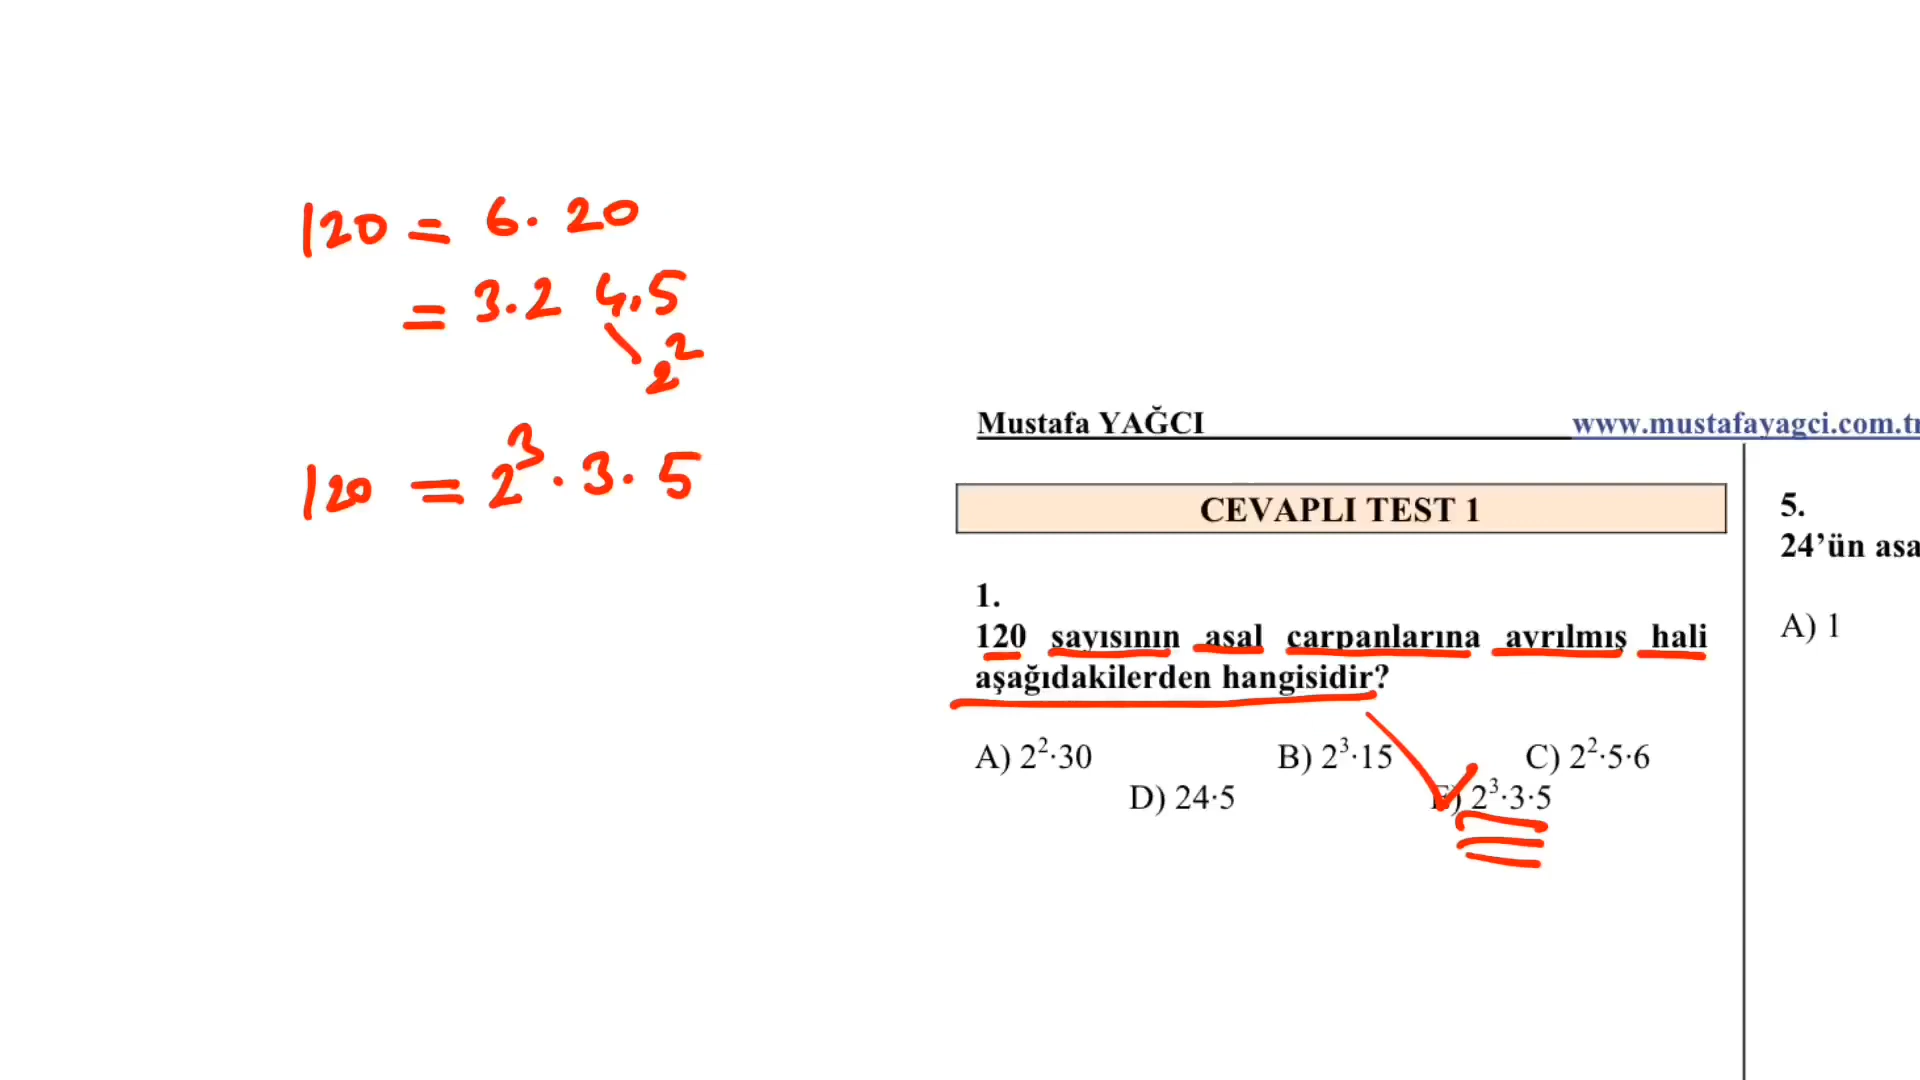 120 = 6 . 20
= 3 . 2 4 . 5
2²
120 = 2³ . 3 . 5
Mustafa YAĞCI www.mustafayagci.com.tr
CEVAPLI TEST 1
1.
120 sayısının asal çarpanlarına ayrılmış hali
aşağıdakilerden hangisidir?
A) 2²·30 B) 2³·15 C) 2²·5·6
D) 24·5 E) 2³·3·5
5.
24’ün asa
A) 1